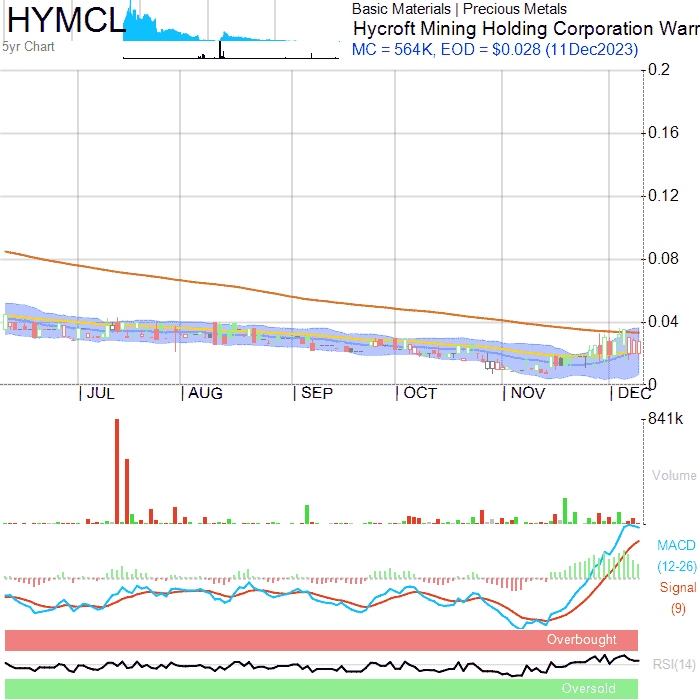 HYMCL
5yr Chart
Basic Materials | Precious Metals
Hycroft Mining Holding Corporation Warr
MC = 564K, EOD = $0.028 (11Dec2023)
0.2
0.16
0.12
0.08
0.04
0
JUL AUG SEP OCT NOV DEC
841k
Volume
MACD
(12-26)
Signal
(9)
Overbought
RSI(14)
Oversold